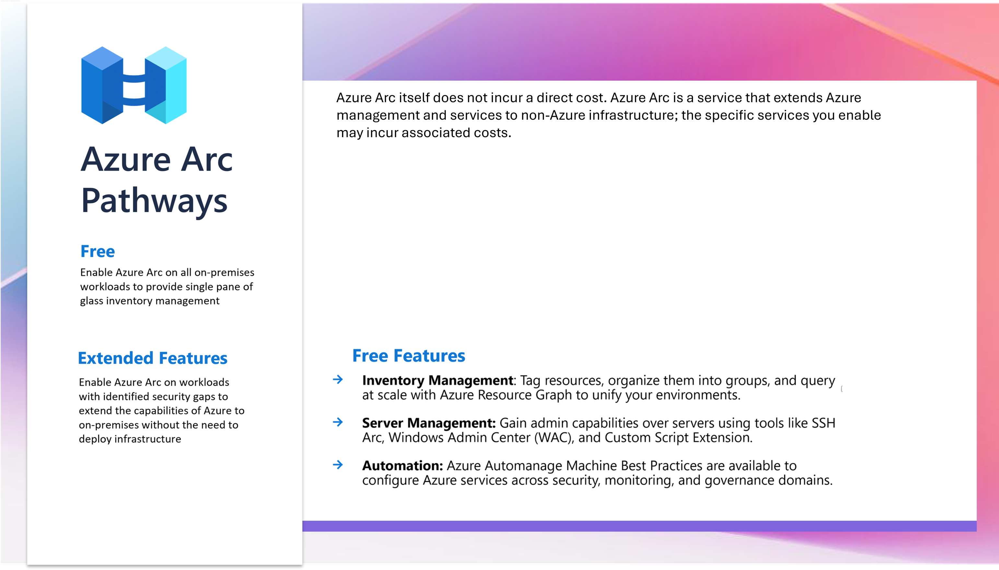 Azure Arc
Pathways
Free
Enable Azure Arc on all on-premises
workloads to provide single pane of
glass inventory management
Extended Features
Enable Azure Arc on workloads
with identified security gaps to
extend the capabilities of Azure to
on-premises without the need to
deploy infrastructure
Azure Arc itself does not incur a direct cost. Azure Arc is a service that extends Azure
management and services to non-Azure infrastructure; the specific services you enable
may incur associated costs.
Free Features
→ Inventory Management: Tag resources, organize them into groups, and query
at scale with Azure Resource Graph to unify your environments.
→ Server Management: Gain admin capabilities over servers using tools like SSH
Arc, Windows Admin Center (WAC), and Custom Script Extension.
→ Automation: Azure Automanage Machine Best Practices are available to
configure Azure services across security, monitoring, and governance domains.